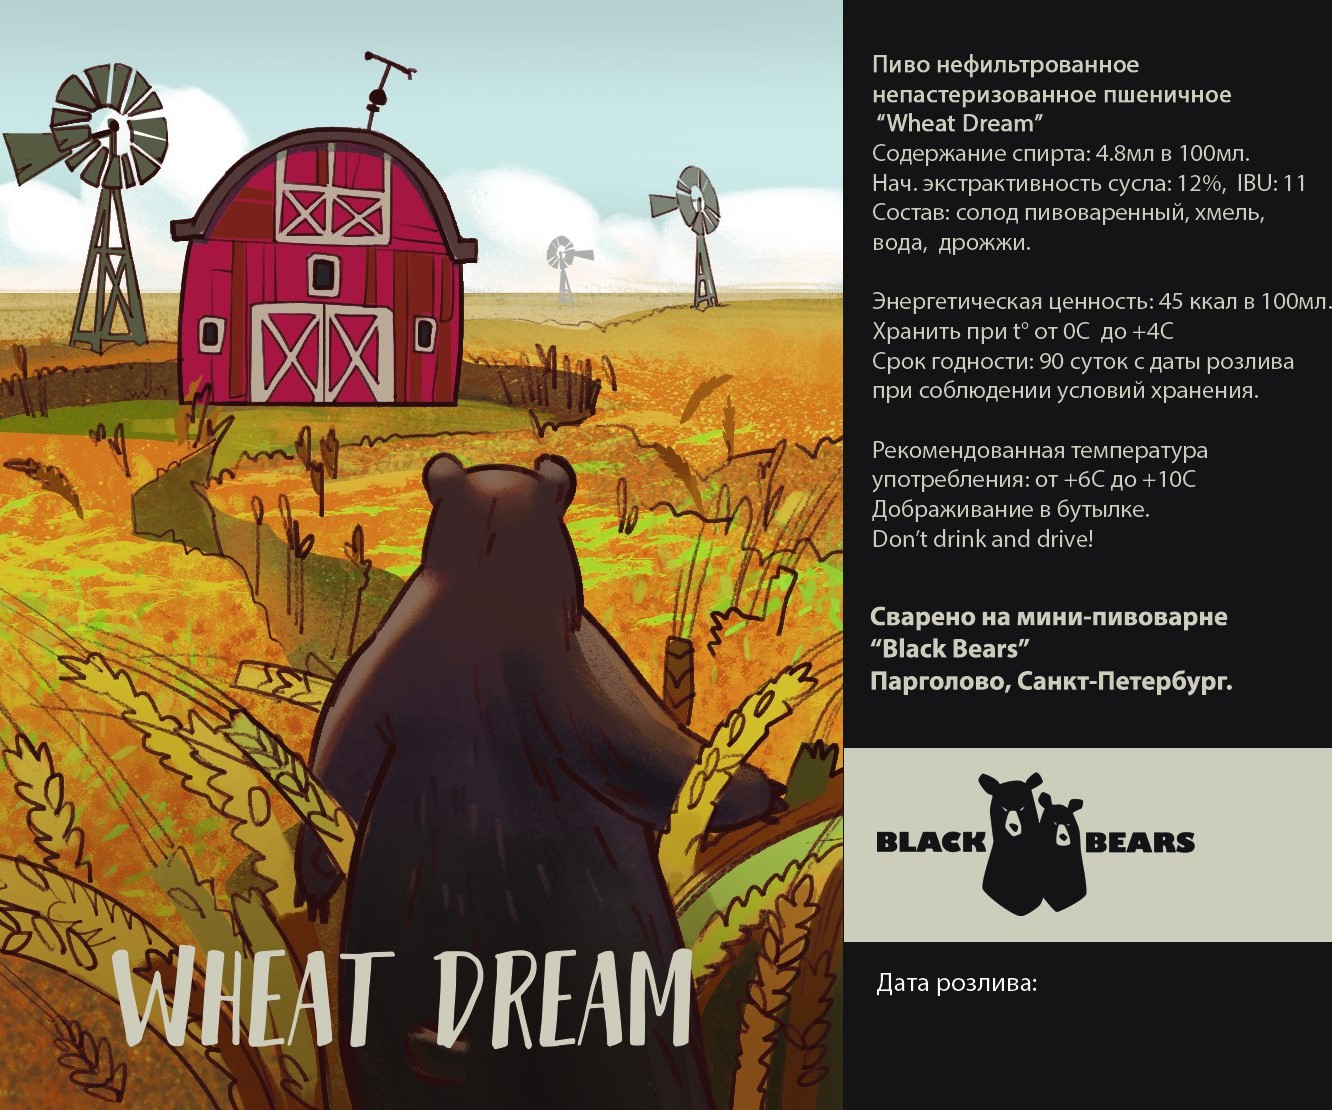 Пиво нефильтрованное
непастеризованное пшеничное
“Wheat Dream”
Содержание спирта: 4.8мл в 100мл.
Нач. экстрактивность сусла: 12%, IBU: 11
Состав: солод пивоваренный, хмель,
вода, дрожжи.
Энергетическая ценность: 45 ккал в 100мл.
Хранить при t° от 0С до +4С
Срок годности: 90 суток с даты розлива
при соблюдении условий хранения.
Рекомендованная температура
употребления: от +6С до +10С
Дображивание в бутылке.
Don’t drink and drive!
Сварено на мини-пивоварне
“Black Bears”
Парголово, Санкт-Петербург.
BLACK BEARS
Дата розлива:
WHEAT DREAM